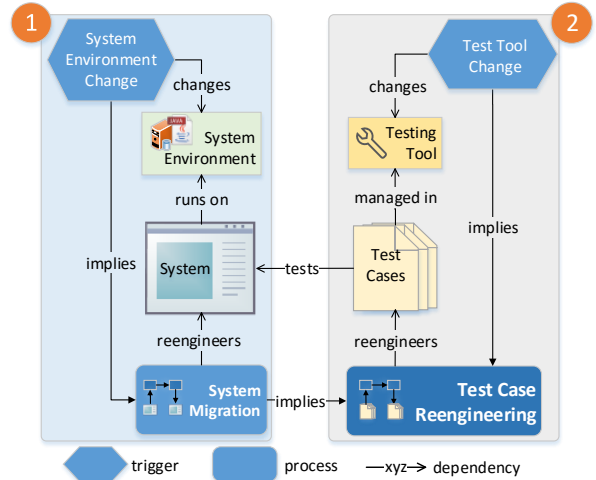 1
System
Environment
Change
changes
JAVA
System
Environment
runs on
System
implies
reengineers
System
Migration
implies
tests
2
Test Tool
Change
changes
Testing
Tool
managed in
Test
Cases
implies
reengineers
Test Case
Reengineering
trigger
process
xyz
dependency